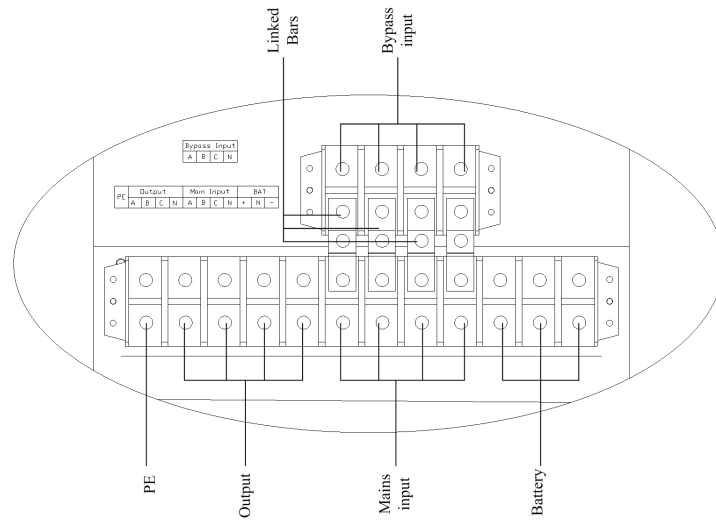 Linked
Bars
Bypass
input
Bypass Input
A B C N
PE Output Main Input BAT
A B C N A B C N + N -
PE
Output
Mains
input
Battery